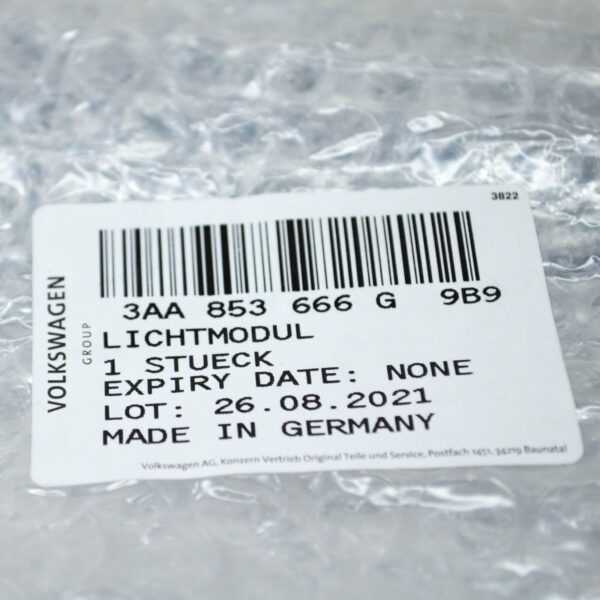 3822
3AA 853 666 G 9B9
LICHTMODUL
1 STUECK
EXPIRY DATE: NONE
LOT: 26.08.2021
MADE IN GERMANY
VOLKSWAGEN
GROUP
Volkswagen AG, Konzern Vertrieb Original Teile und Service, Postfach 1451, 34219 Baunatal